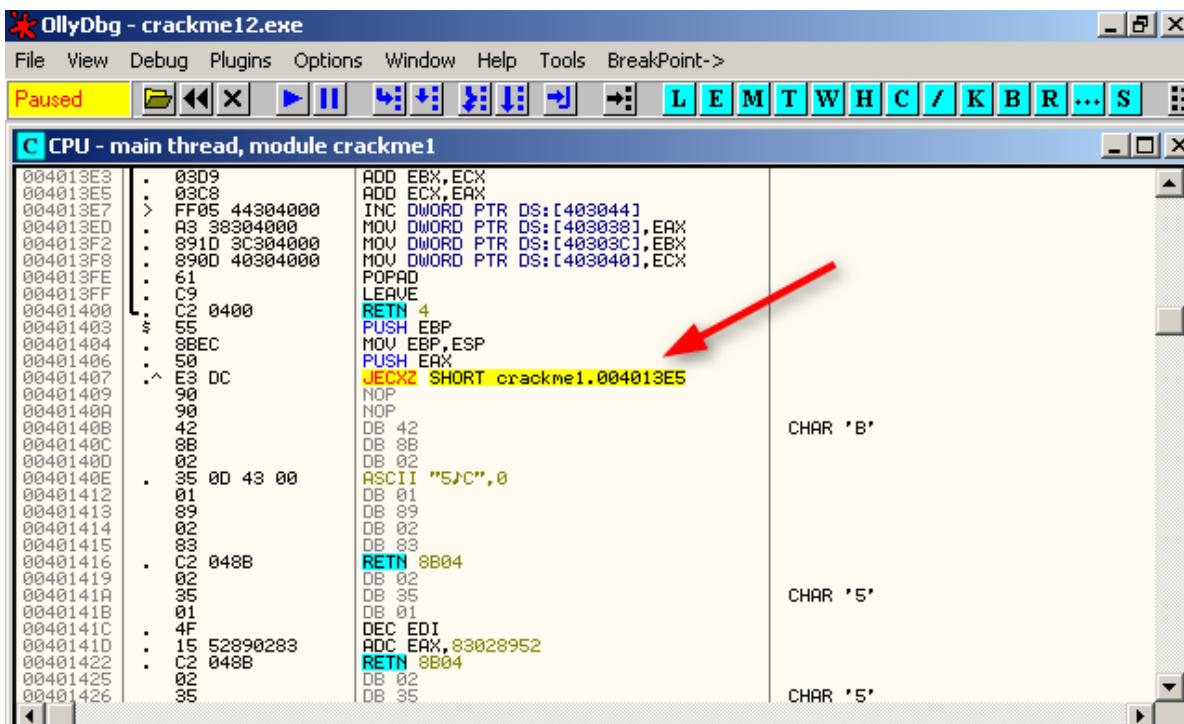 OllyDbg - crackme12.exe
File View Debug Plugins Options Window Help Tools BreakPoint->
Paused L E M T W H C / K B R ... S
C CPU - main thread, module crackme1
004013E3 . 03D9 ADD EBX,ECX
004013E5 . 03C8 ADD ECX,EAX
004013E7 > FF05 44304000 INC DWORD PTR DS:[403044]
004013ED . A3 38304000 MOV DWORD PTR DS:[403038],EAX
004013F2 . 891D 3C304000 MOV DWORD PTR DS:[40303C],EBX
004013F8 . 890D 40304000 MOV DWORD PTR DS:[403040],ECX
004013FE . 61 POPAD
004013FF . C9 LEAVE
00401400 . C2 0400 RETN 4
00401403 $ 55 PUSH EBP
00401404 . 8BEC MOV EBP,ESP
00401406 . 50 PUSH EAX
00401407 .^ E3 DC JECXZ SHORT crackme1.004013E5
00401409 90 NOP
0040140A 90 NOP
0040140B 42 DB 42 CHAR 'B'
0040140C 8B DB 8B
0040140D 02 DB 02
0040140E . 35 0D 43 00 ASCII "5♪C",0
00401412 01 DB 01
00401413 89 DB 89
00401414 02 DB 02
00401415 83 DB 83
00401416 . C2 048B RETN 8B04
00401419 02 DB 02
0040141A 35 DB 35 CHAR '5'
0040141B 01 DB 01
0040141C . 4F DEC EDI
0040141D . 15 52890283 ADC EAX,83028952
00401422 . C2 048B RETN 8B04
00401425 02 DB 02
00401426 35 DB 35 CHAR '5'